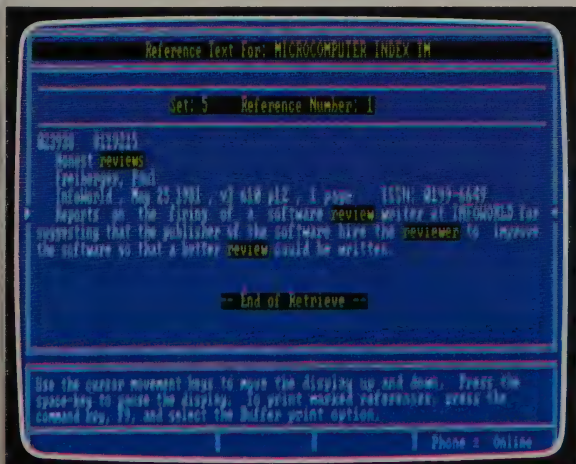 Reference Text For: MICROCOMPUTER INDEX TM
Set: 5 Reference Number: 1
Honest reviews
Freiberger, Paul
InfoWorld, May 25 1981, v3 p12, 1 page ISSN: 0199-6649
Reports on the firing of a software review writer at INFOWORLD for
suggesting that the publisher of the software hire the reviewer to improve
the software so that a better review could be written.
-- End of Retrieve --
Use the cursor movement keys to move the display up and down. Press the
space-key to pause the display. To print marked references, press the
command key, F9, and select the Buffer print option.
Phone : Online